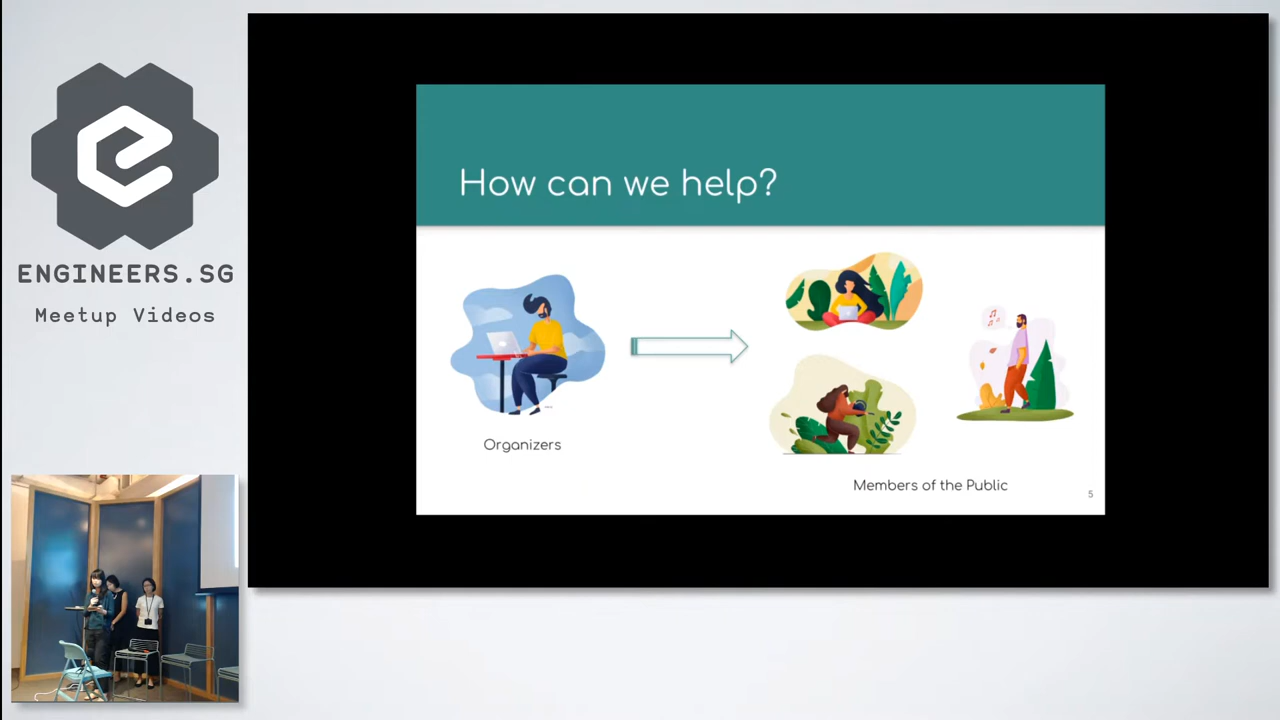 ENGINEERS.SG
Meetup Videos
How can we help?
Organizers
Members of the Public
5